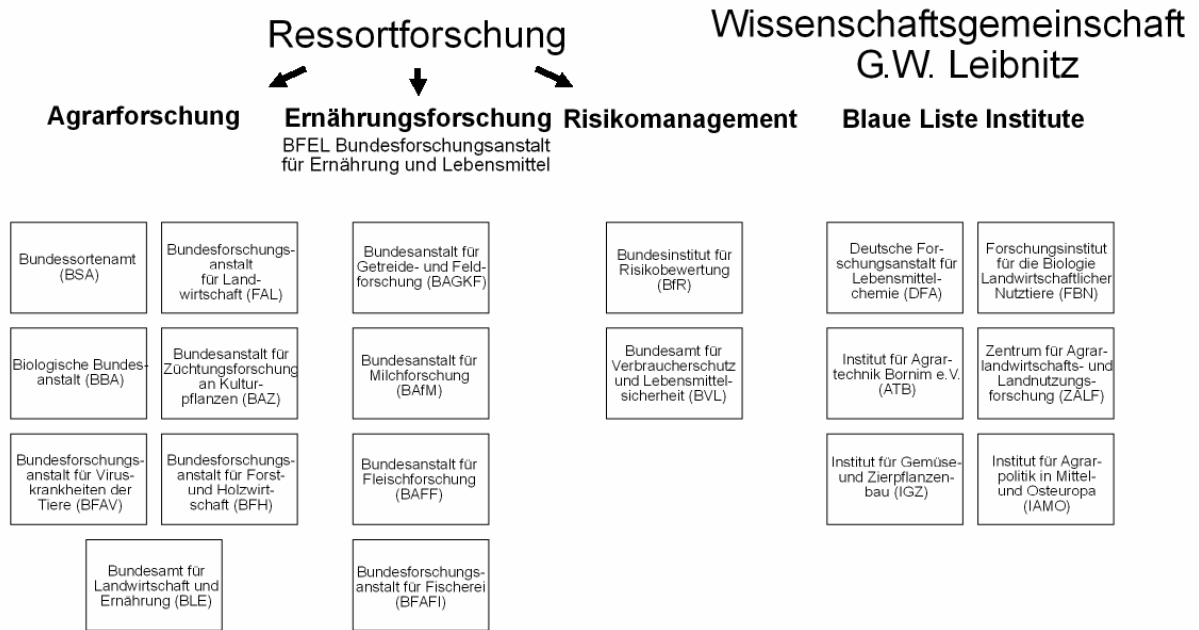 Ressortforschung
Wissenschaftsgemeinschaft
G.W. Leibnitz
Agrarforschung
Ernährungsforschung
BFEL Bundesforschungsanstalt
für Ernährung und Lebensmittel
Risikomanagement
Blaue Liste Institute
Bundessortenamt
(BSA)
Bundesforschungs-
anstalt
für Land-
wirtschaft (FAL)
Biologische Bundes-
anstalt (BBA)
Bundesanstalt für
Züchtungsforschung
an Kultur-
pflanzen (BAZ)
Bundesforschungs-
anstalt für Virus-
krankheiten der
Tiere (BFAV)
Bundesforschungs-
anstalt für Forst-
und Holzwirt-
schaft (BFH)
Bundesamt für
Landwirtschaft und
Ernährung (BLE)
Bundesanstalt für
Getreide- und Feld-
forschung (BAGKF)
Bundesanstalt für
Milchforschung
(BAfM)
Bundesanstalt für
Fleischforschung
(BAFF)
Bundesforschungs-
anstalt für Fischerei
(BFAFI)
Bundesinstitut für
Risikobewertung
(BfR)
Bundesamt für
Verbraucherschutz
und Lebensmittel-
sicherheit (BVL)
Deutsche For-
schungsanstalt für
Lebensmittel-
chemie (DFA)
Forschungsinstitut
für die Biologie
Landwirtschaftlicher
Nutztiere (FBN)
Institut für Agrar-
technik Bornim e.V.
(ATB)
Zentrum für Agrar-
landwirtschafts- und
Landnutzungs-
forschung (ZALF)
Institut für Gemüse-
und Zierpflanzen-
bau (IGZ)
Institut für Agrar-
politik in Mittel-
und Osteuropa
(IAMO)